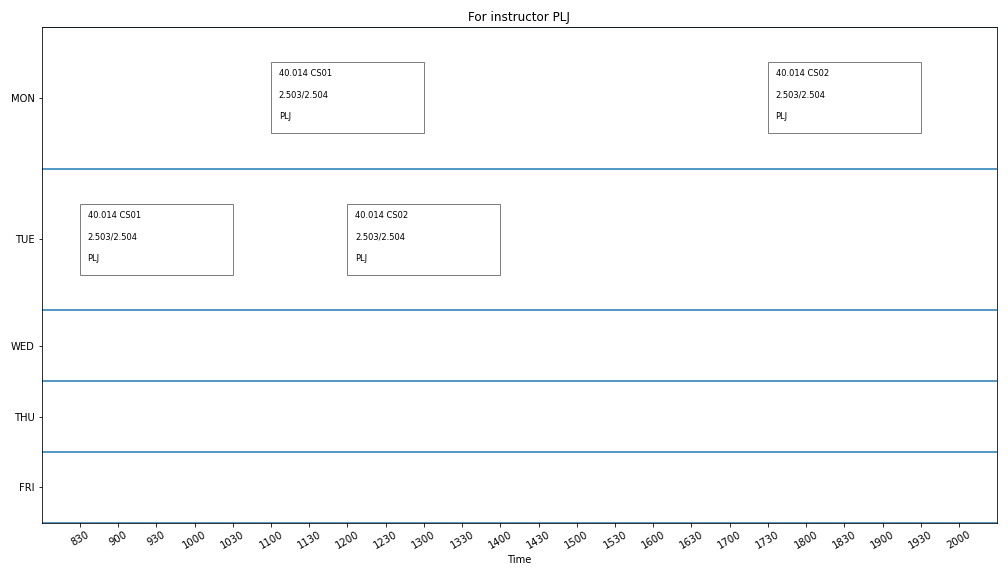 For instructor PLJ
MON
40.014 CS01
2.503/2.504
PLJ
40.014 CS02
2.503/2.504
PLJ
TUE
40.014 CS01
2.503/2.504
PLJ
40.014 CS02
2.503/2.504
PLJ
WED
THU
FRI
830 900 930 1000 1030 1100 1130 1200 1230 1300 1330 1400 1430 1500 1530 1600 1630 1700 1730 1800 1830 1900 1930 2000
Time